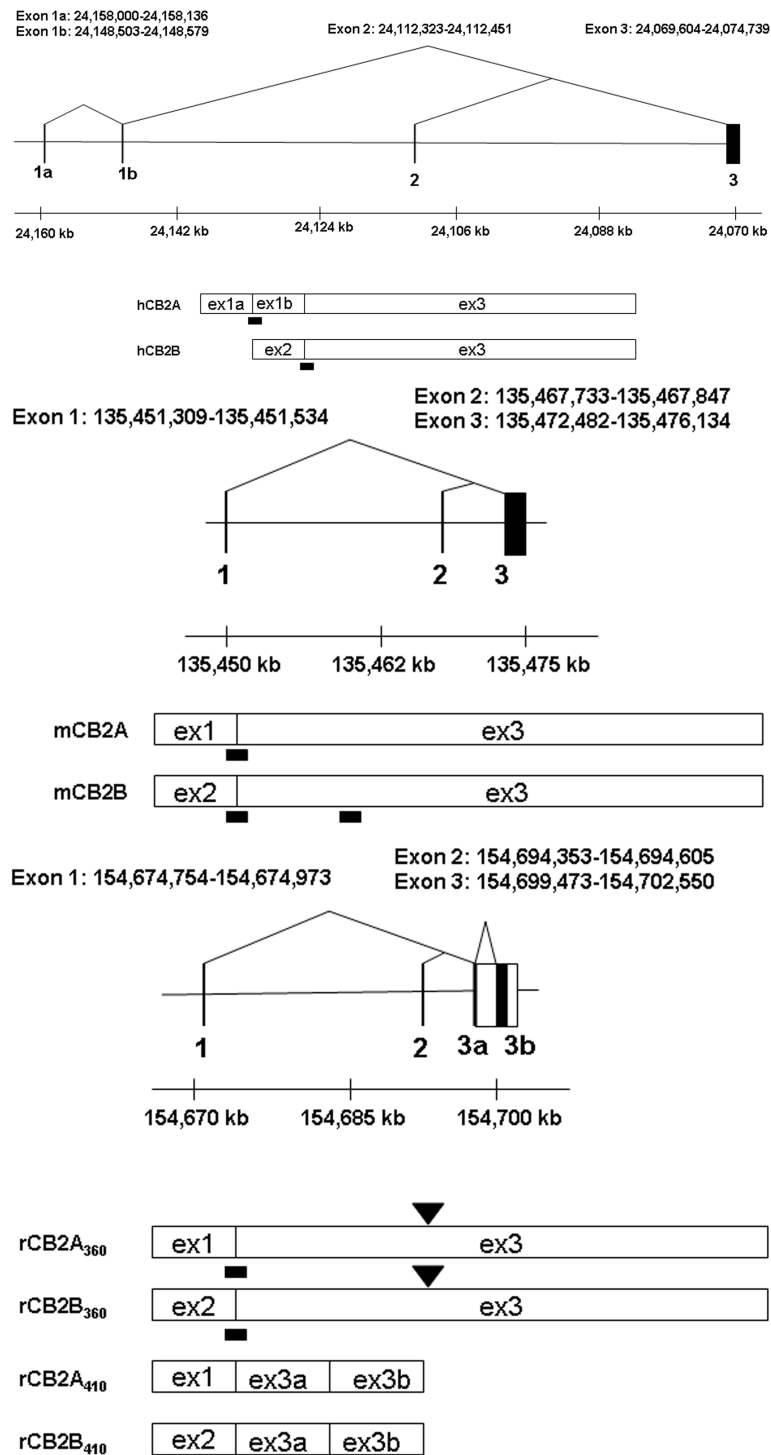 Exon 1a: 24,158,000-24,158,136
Exon 1b: 24,148,503-24,148,579
Exon 2: 24,112,323-24,112,451
Exon 3: 24,069,604-24,074,739
1a
1b
2
3
24,160 kb
24,142 kb
24,124 kb
24,106 kb
24,088 kb
24,070 kb
hCB2A
ex1a
ex1b
ex3
hCB2B
ex2
ex3
Exon 1: 135,451,309-135,451,534
Exon 2: 135,467,733-135,467,847
Exon 3: 135,472,482-135,476,134
1
2
3
135,450 kb
135,462 kb
135,475 kb
mCB2A
ex1
ex3
mCB2B
ex2
ex3
Exon 1: 154,674,754-154,674,973
Exon 2: 154,694,353-154,694,605
Exon 3: 154,699,473-154,702,550
1
2
3a
3b
154,670 kb
154,685 kb
154,700 kb
rCB2A360
ex1
ex3
rCB2B360
ex2
ex3
rCB2A410
ex1
ex3a
ex3b
rCB2B410
ex2
ex3a
ex3b